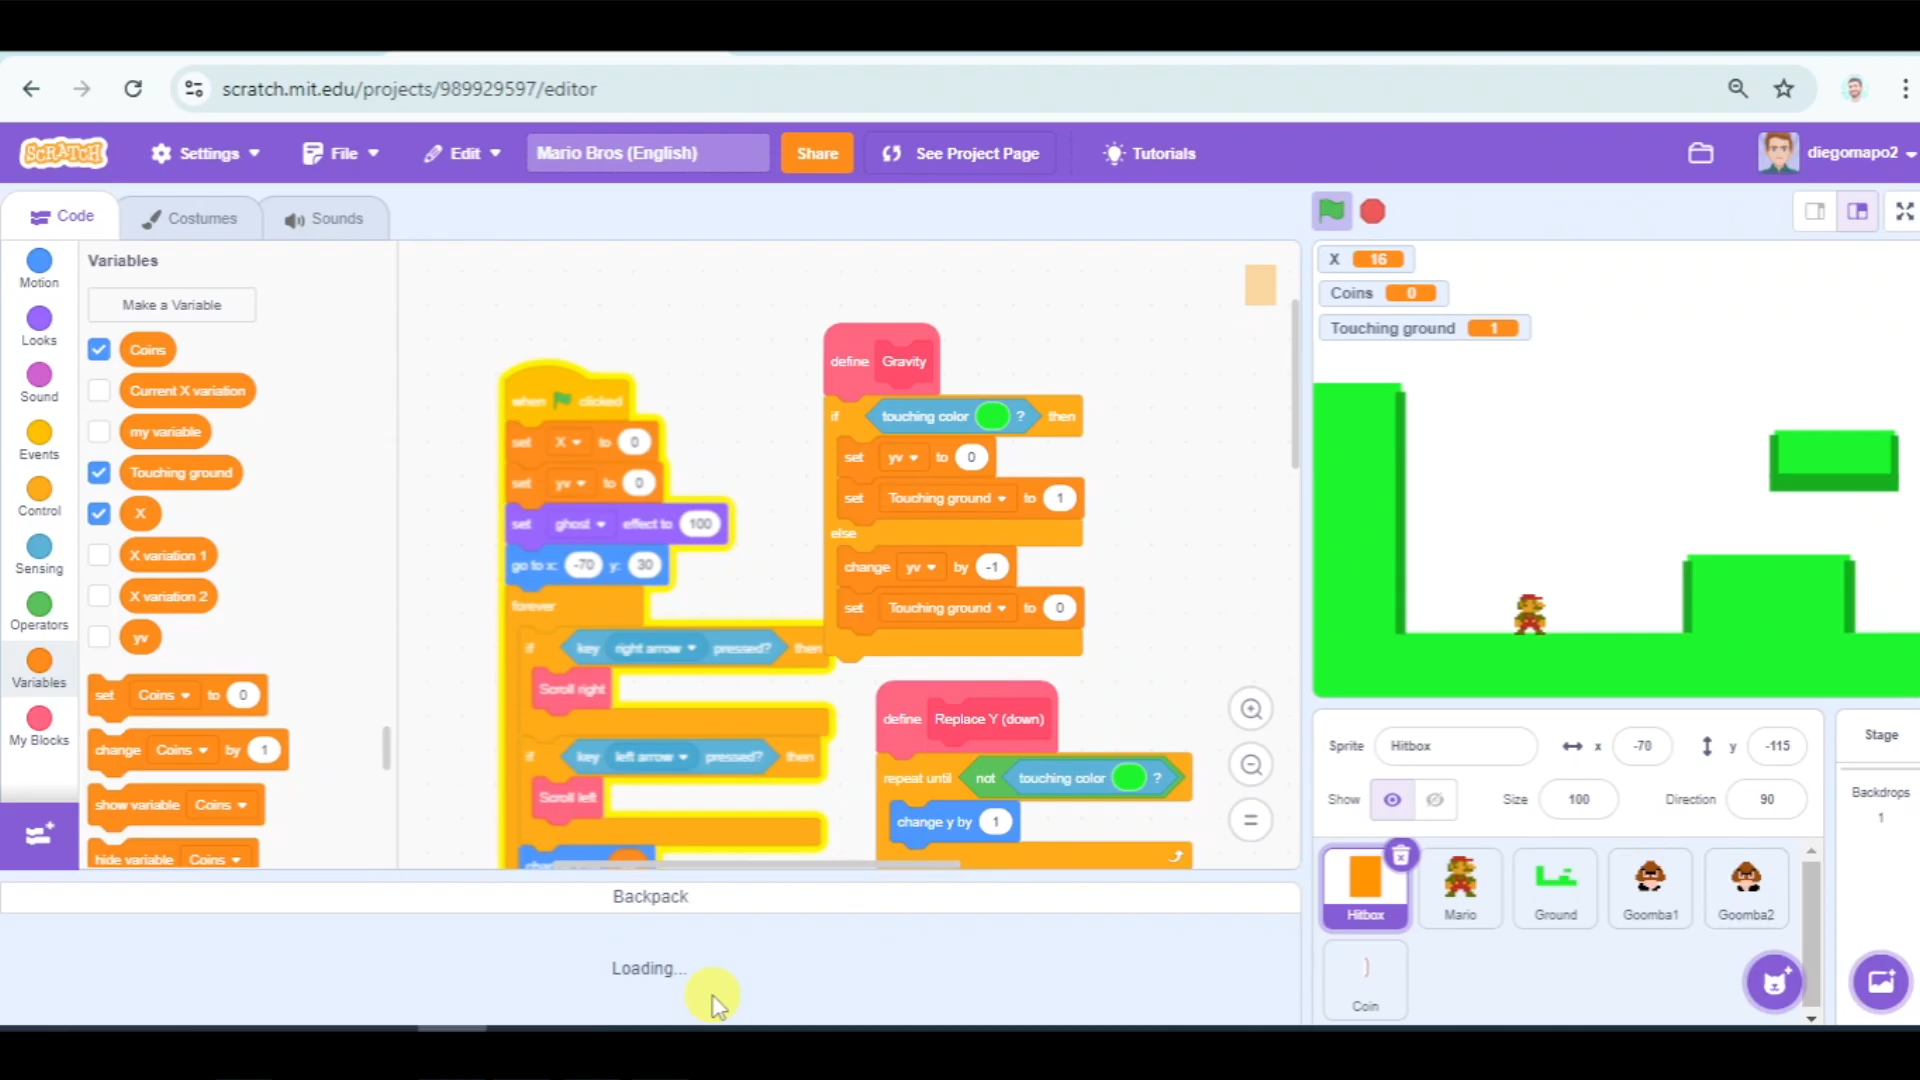 scratch.mit.edu/projects/989929597/editor
SCRATCH
Settings
File
Edit
Mario Bros (English)
Share
See Project Page
Tutorials
diegomapo2
Code
Costumes
Sounds
Motion
Looks
Sound
Events
Control
Sensing
Operators
Variables
My Blocks
Variables
Make a Variable
Coins
Current X variation
my variable
Touching ground
X
X variation 1
X variation 2
yv
set Coins to 0
change Coins by 1
show variable Coins
hide variable Coins
when clicked
set X to 0
set yv to 0
set ghost effect to 100
go to x: -70 y: 30
forever
if key right arrow pressed? then
Scroll right
if key left arrow pressed? then
Scroll left
define Gravity
if touching color ? then
set yv to 0
set Touching ground to 1
else
change yv by -1
set Touching ground to 0
define Replace Y (down)
repeat until not touching color ?
change y by 1
Backpack
Loading...
X 16
Coins 0
Touching ground 1
Sprite Hitbox x -70 y -115
Show Size 100 Direction 90
Hitbox
Mario
Ground
Goomba1
Goomba2
Coin
Stage
Backdrops
1